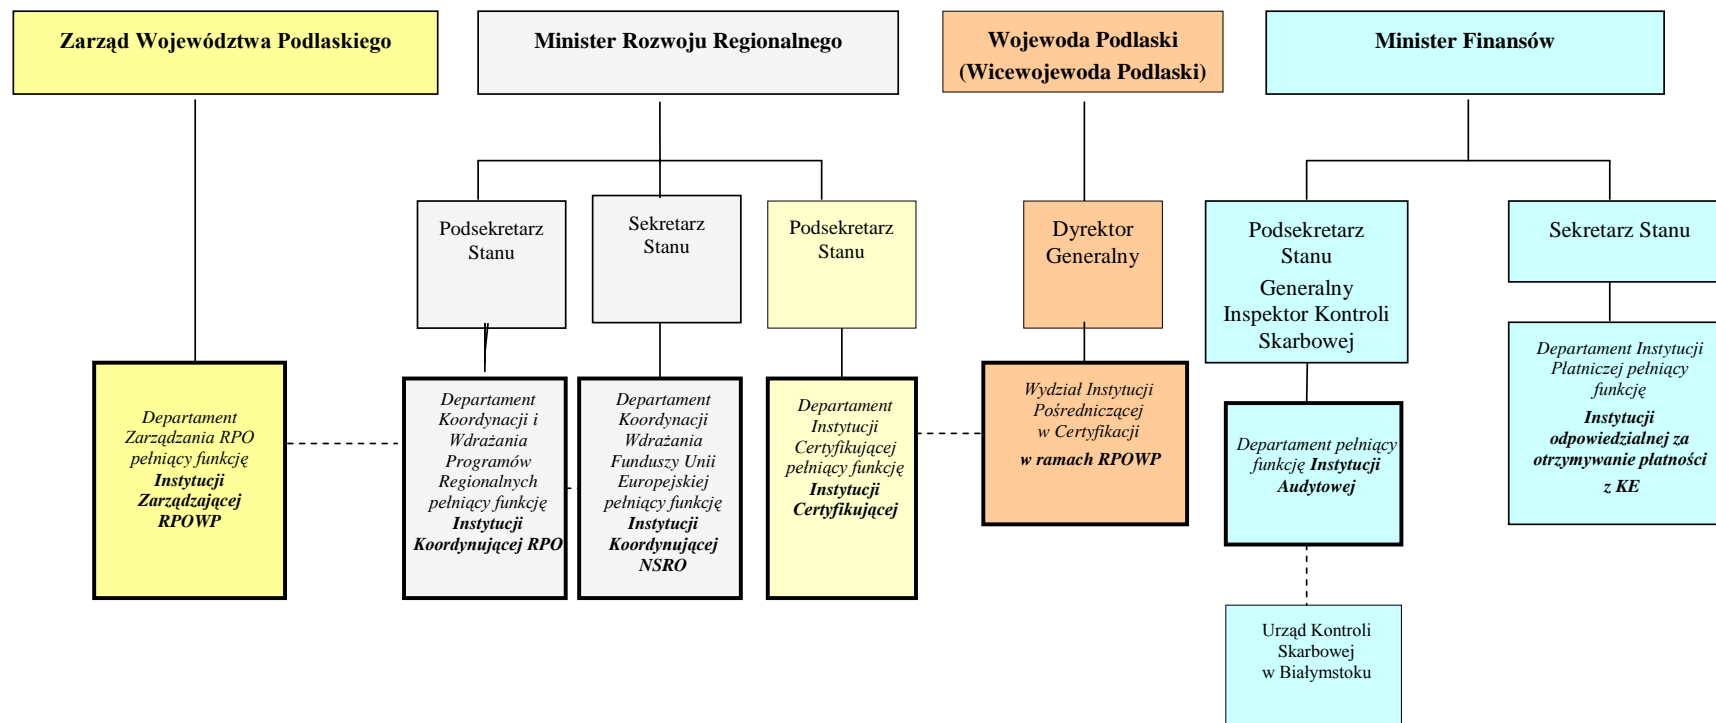 Zarząd Województwa Podlaskiego
Minister Rozwoju Regionalnego
Wojewoda Podlaski
(Wicewojewoda Podlaski)
Minister Finansów
Podsekretarz
Stanu
Sekretarz
Stanu
Podsekretarz
Stanu
Dyrektor
Generalny
Podsekretarz
Stanu
Generalny
Inspektor Kontroli
Skarbowej
Sekretarz Stanu
Departament
Zarządzania RPO
pełniący funkcję
Instytucji
Zarządzającej
RPOWP
Departament
Koordynacji i
Wdrażania
Programów
Regionalnych
pełniący funkcję
Instytucji
Koordynującej RPO
Departament
Koordynacji
Wdrażania
Funduszy Unii
Europejskiej
pełniący funkcję
Instytucji
Koordynującej
NSRO
Departament
Instytucji
Certyfikującej
pełniący funkcję
Instytucji
Certyfikującej
Wydział Instytucji
Pośredniczącej
w Certyfikacji
w ramach RPOWP
Departament pełniący
funkcję Instytucji
Audytowej
Departament Instytucji
Płatniczej pełniący
funkcję
Instytucji
odpowiedzialnej za
otrzymywanie płatności
z KE
Urząd Kontroli
Skarbowej
w Białymstoku